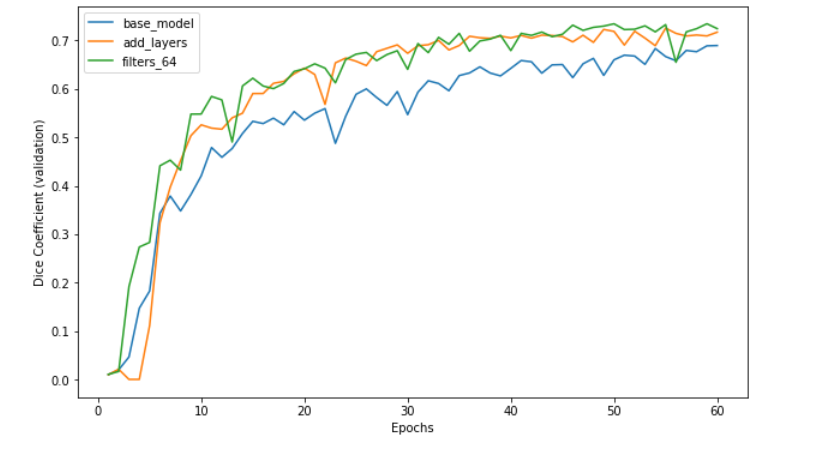 base_model
add_layers
filters_64
Dice Coefficient (validation)
0.7
0.6
0.5
0.4
0.3
0.2
0.1
0.0
0 10 20 30 40 50 60
Epochs